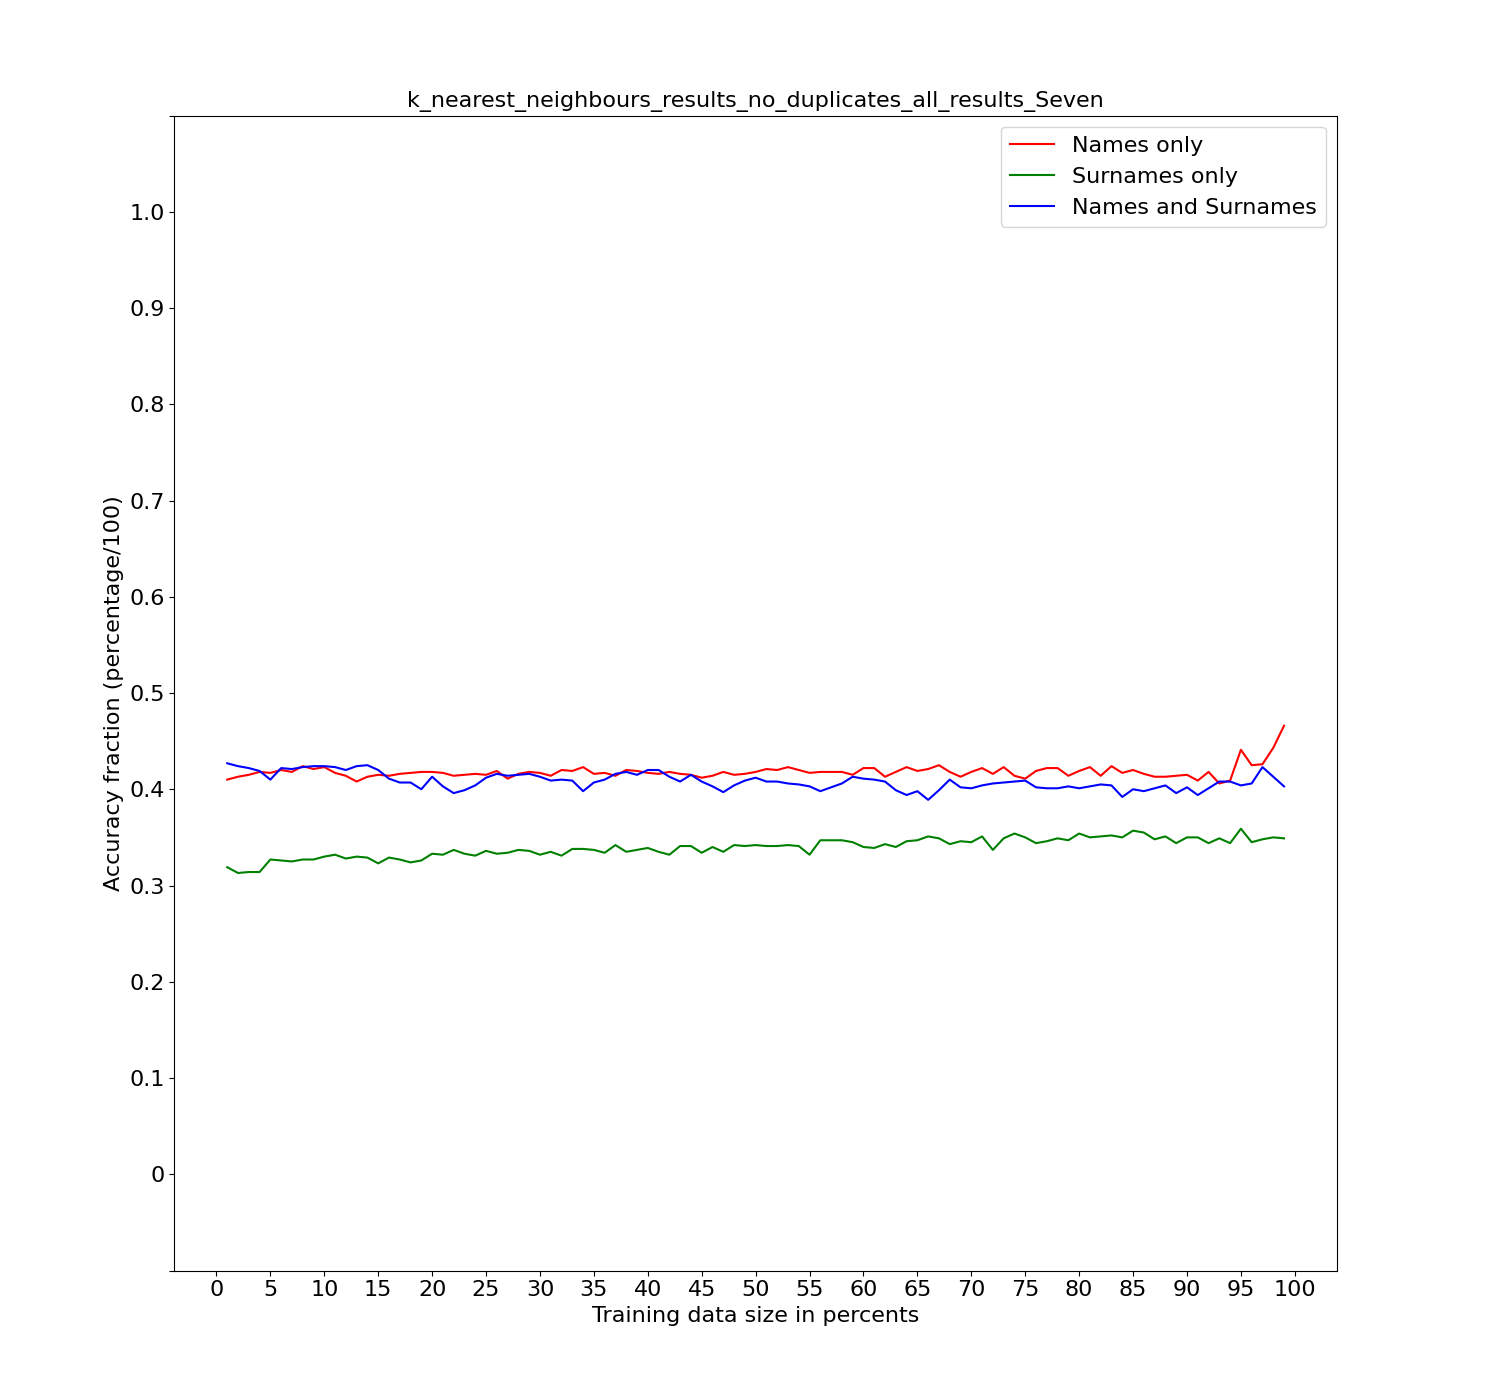 k_nearest_neighbours_results_no_duplicates_all_results_Seven
Names only
Surnames only
Names and Surnames
1.0
0.9
0.8
0.7
0.6
0.5
0.4
0.3
0.2
0.1
0
Accuracy fraction (percentage/100)
0 5 10 15 20 25 30 35 40 45 50 55 60 65 70 75 80 85 90 95 100
Training data size in percents